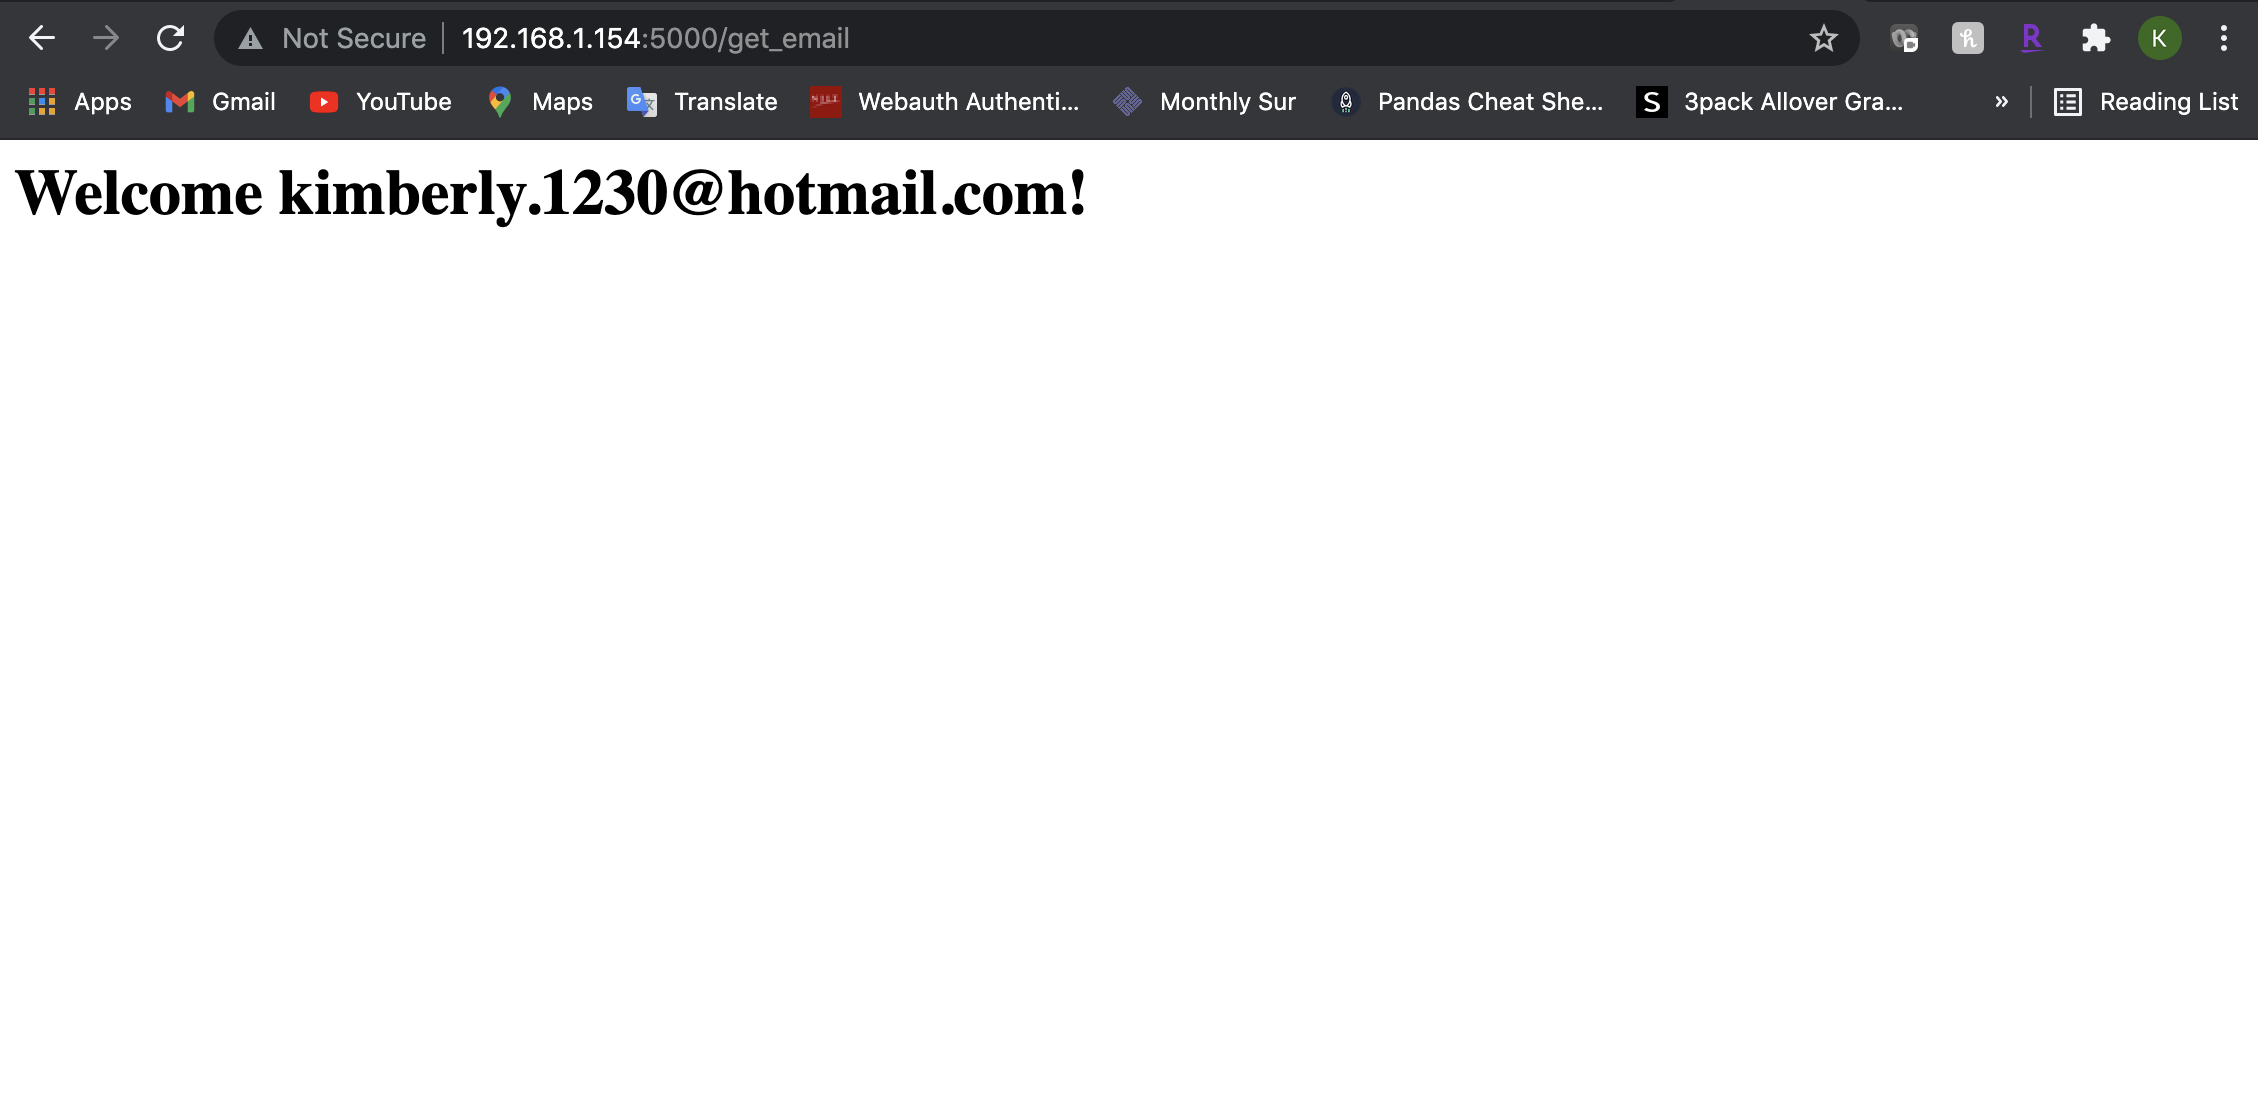 Not Secure 192.168.1.154:5000/get_email K
Apps Gmail YouTube Maps Translate Webauth Authenti... Monthly Sur Pandas Cheat She... 3pack Allover Gra... » Reading List
Welcome kimberly.1230@hotmail.com!